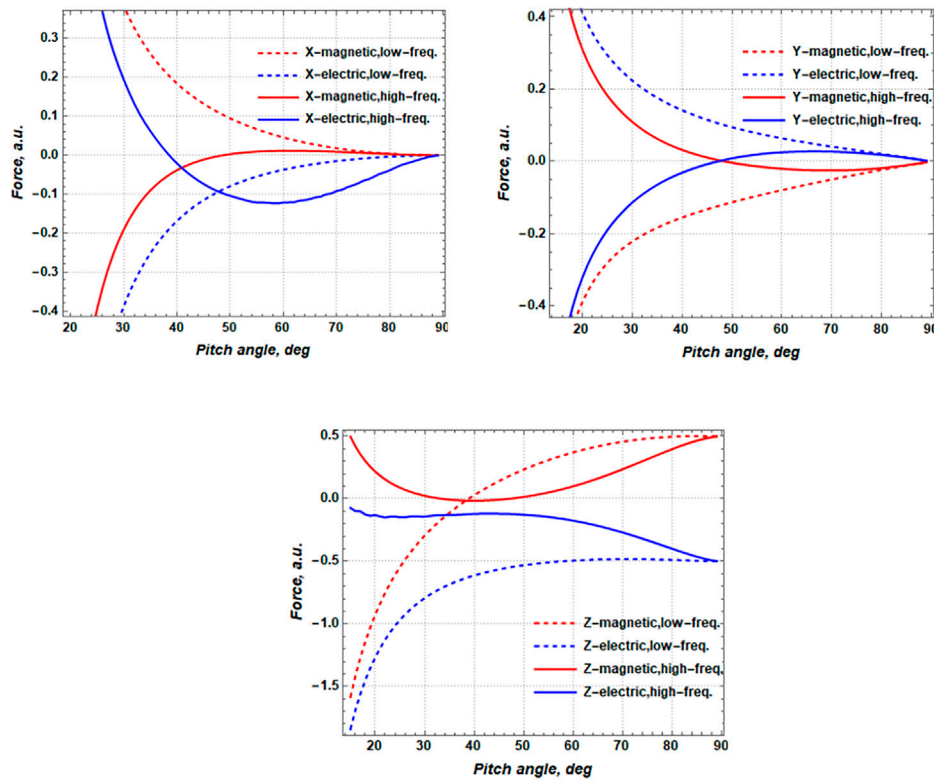 0.3
0.2
0.1
0.0
−0.1
−0.2
−0.3
−0.4
Force, a.u.
X−magnetic,low−freq.
X−electric,low−freq.
X−magnetic,high−freq.
X−electric,high−freq.
20 30 40 50 60 70 80 90
Pitch angle, deg
0.4
0.2
0.0
−0.2
−0.4
Force, a.u.
Y−magnetic,low−freq.
Y−electric,low−freq.
Y−magnetic,high−freq.
Y−electric,high−freq.
20 30 40 50 60 70 80 90
Pitch angle, deg
0.5
0.0
−0.5
−1.0
−1.5
Force, a.u.
Z−magnetic,low−freq.
Z−electric,low−freq.
Z−magnetic,high−freq.
Z−electric,high−freq.
20 30 40 50 60 70 80 90
Pitch angle, deg